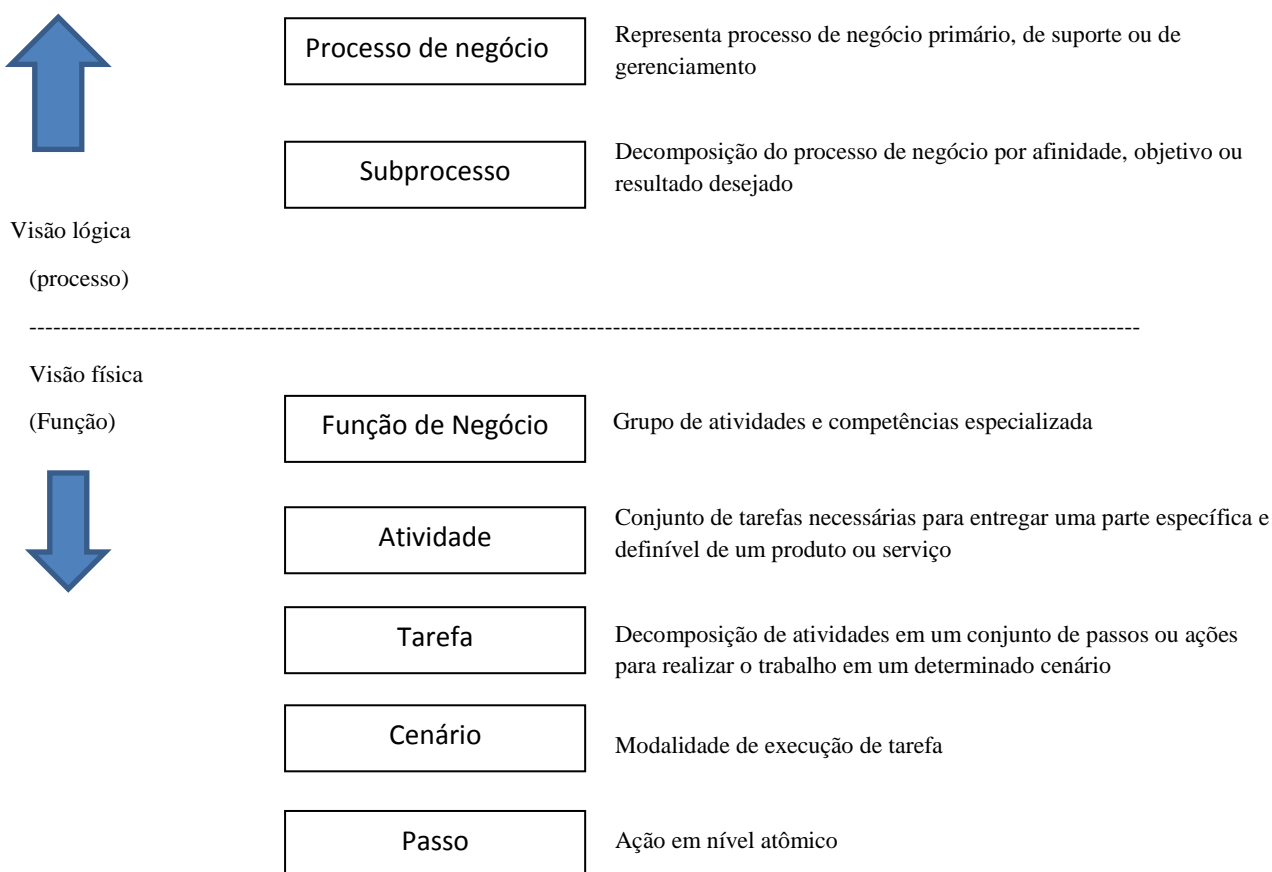 Processo de negócio
Representa processo de negócio primário, de suporte ou de
gerenciamento
Subprocesso
Decomposição do processo de negócio por afinidade, objetivo ou
resultado desejado
Visão lógica
(processo)
---------------------------------------------------------------------------------------------------------------------------------------------
Visão física
(Função)
Função de Negócio
Grupo de atividades e competências especializada
Atividade
Conjunto de tarefas necessárias para entregar uma parte específica e
definível de um produto ou serviço
Tarefa
Decomposição de atividades em um conjunto de passos ou ações
para realizar o trabalho em um determinado cenário
Cenário
Modalidade de execução de tarefa
Passo
Ação em nível atômico